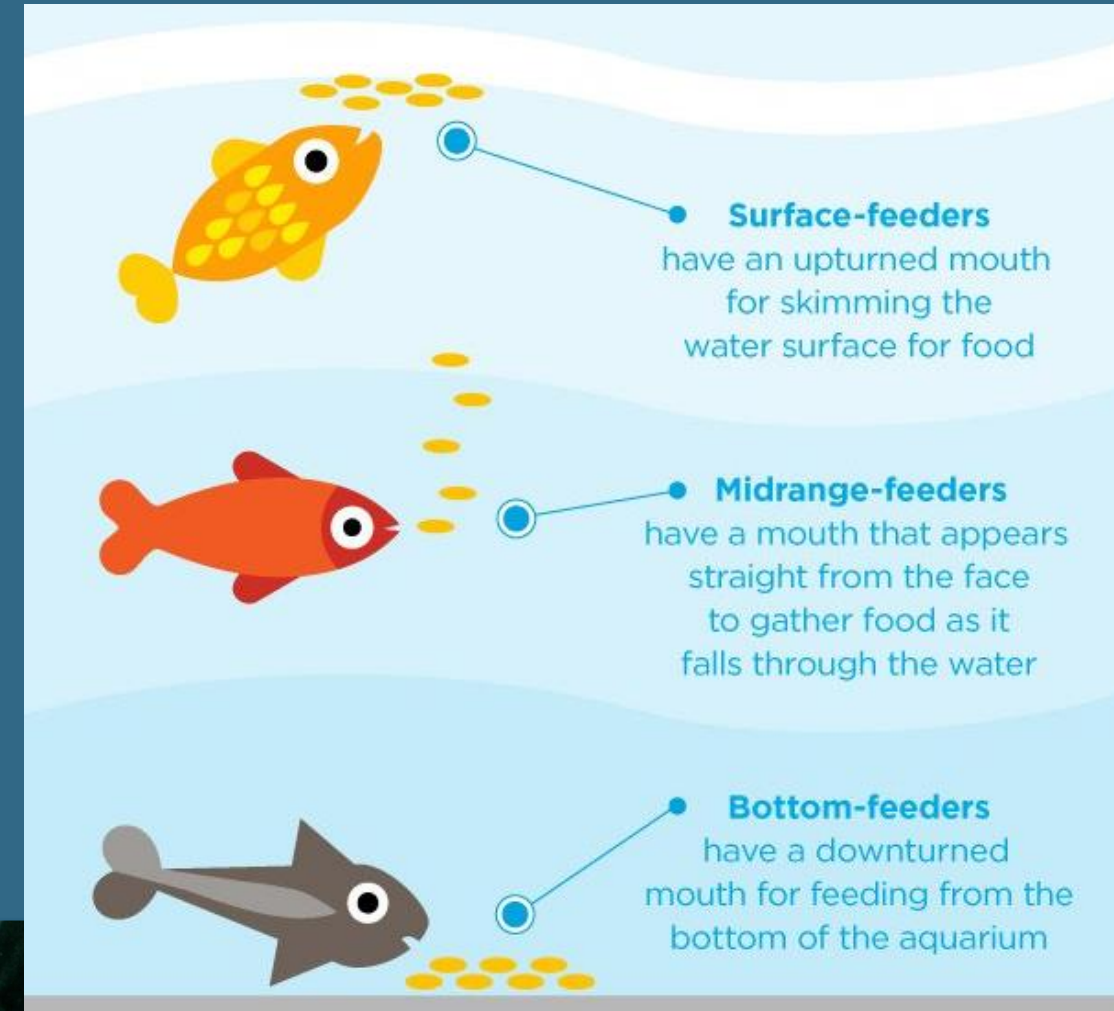 Surface-feeders
have an upturned mouth
for skimming the
water surface for food
Midrange-feeders
have a mouth that appears
straight from the face
to gather food as it
falls through the water
Bottom-feeders
have a downturned
mouth for feeding from the
bottom of the aquarium